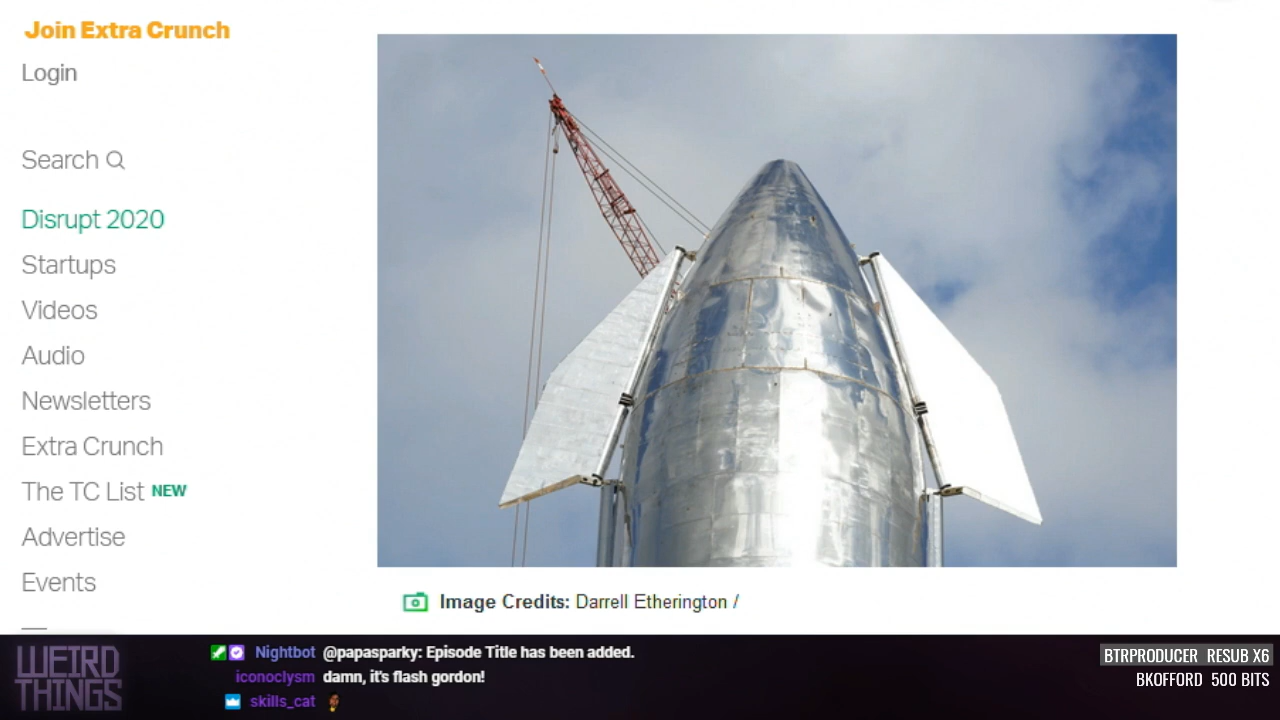 Join Extra Crunch
Login
Search
Disrupt 2020
Startups
Videos
Audio
Newsletters
Extra Crunch
The TC List NEW
Advertise
Events
Image Credits: Darrell Etherington /
WEIRD
THINGS
Nightbot @papasparky: Episode Title has been added.
iconoclysm damn, it's flash gordon!
skills_cat
BTRPRODUCER RESUB X6
BKOFFORD 500 BITS